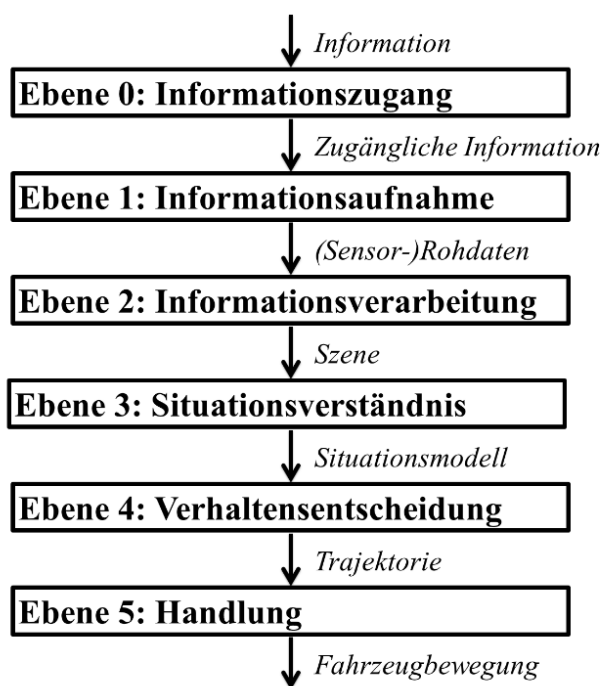 Information
Ebene 0: Informationszugang
Zugängliche Information
Ebene 1: Informationsaufnahme
(Sensor-)Rohdaten
Ebene 2: Informationsverarbeitung
Szene
Ebene 3: Situationsverständnis
Situationsmodell
Ebene 4: Verhaltensentscheidung
Trajektorie
Ebene 5: Handlung
Fahrzeugbewegung